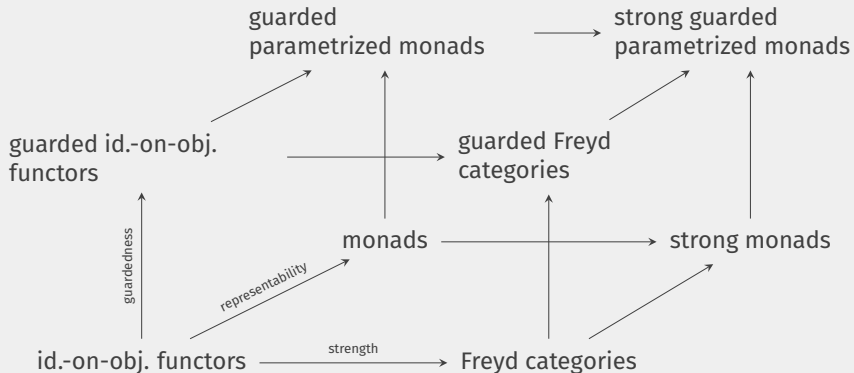 guarded
parametrized monads
strong guarded
parametrized monads
guarded id.-on-obj.
functors
guarded Freyd
categories
guardedness
representability
monads
strong monads
id.-on-obj. functors
strength
Freyd categories